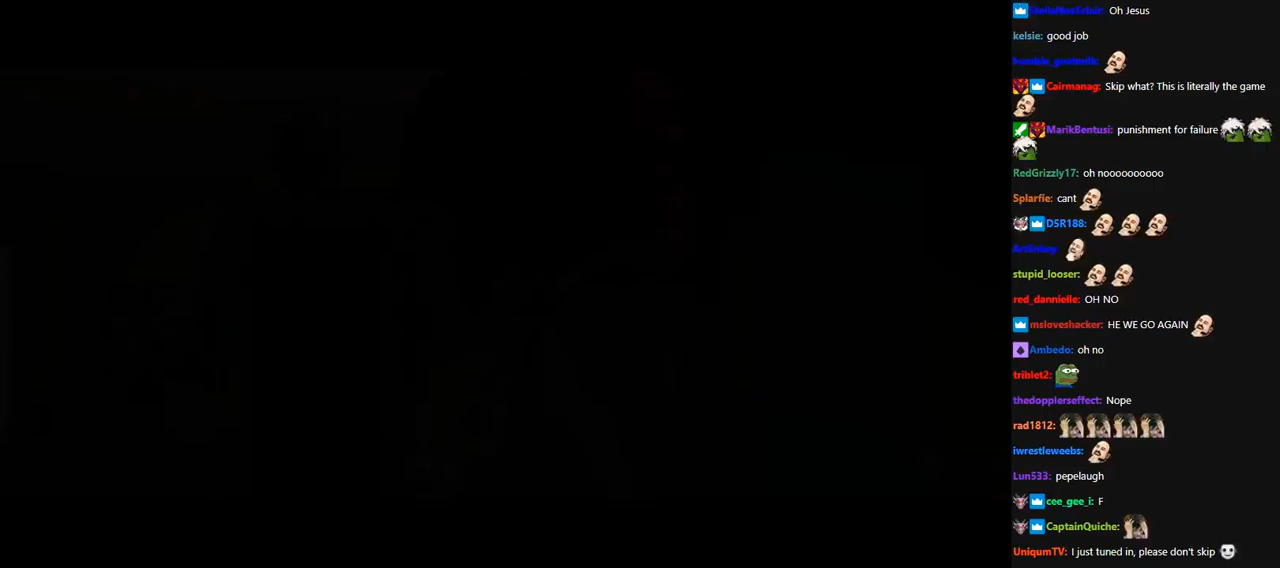 Oh Jesus
kelsie: good job
Cairmanag: Skip what? This is literally the game
MarikBentusi: punishment for failure
RedGrizzly17: oh noooooooooo
Splarfie: cant
D5R188:
ArtEnkey
stupid_looser:
red_dannielle: OH NO
msloveshacker: HE WE GO AGAIN
Ambedo: oh no
triblet2:
thedopplerseffect: Nope
rad1812:
iwrestleweebs:
Lun533: pepelaugh
cee_gee_i: F
CaptainQuiche:
UniqumTV: I just tuned in, please don't skip